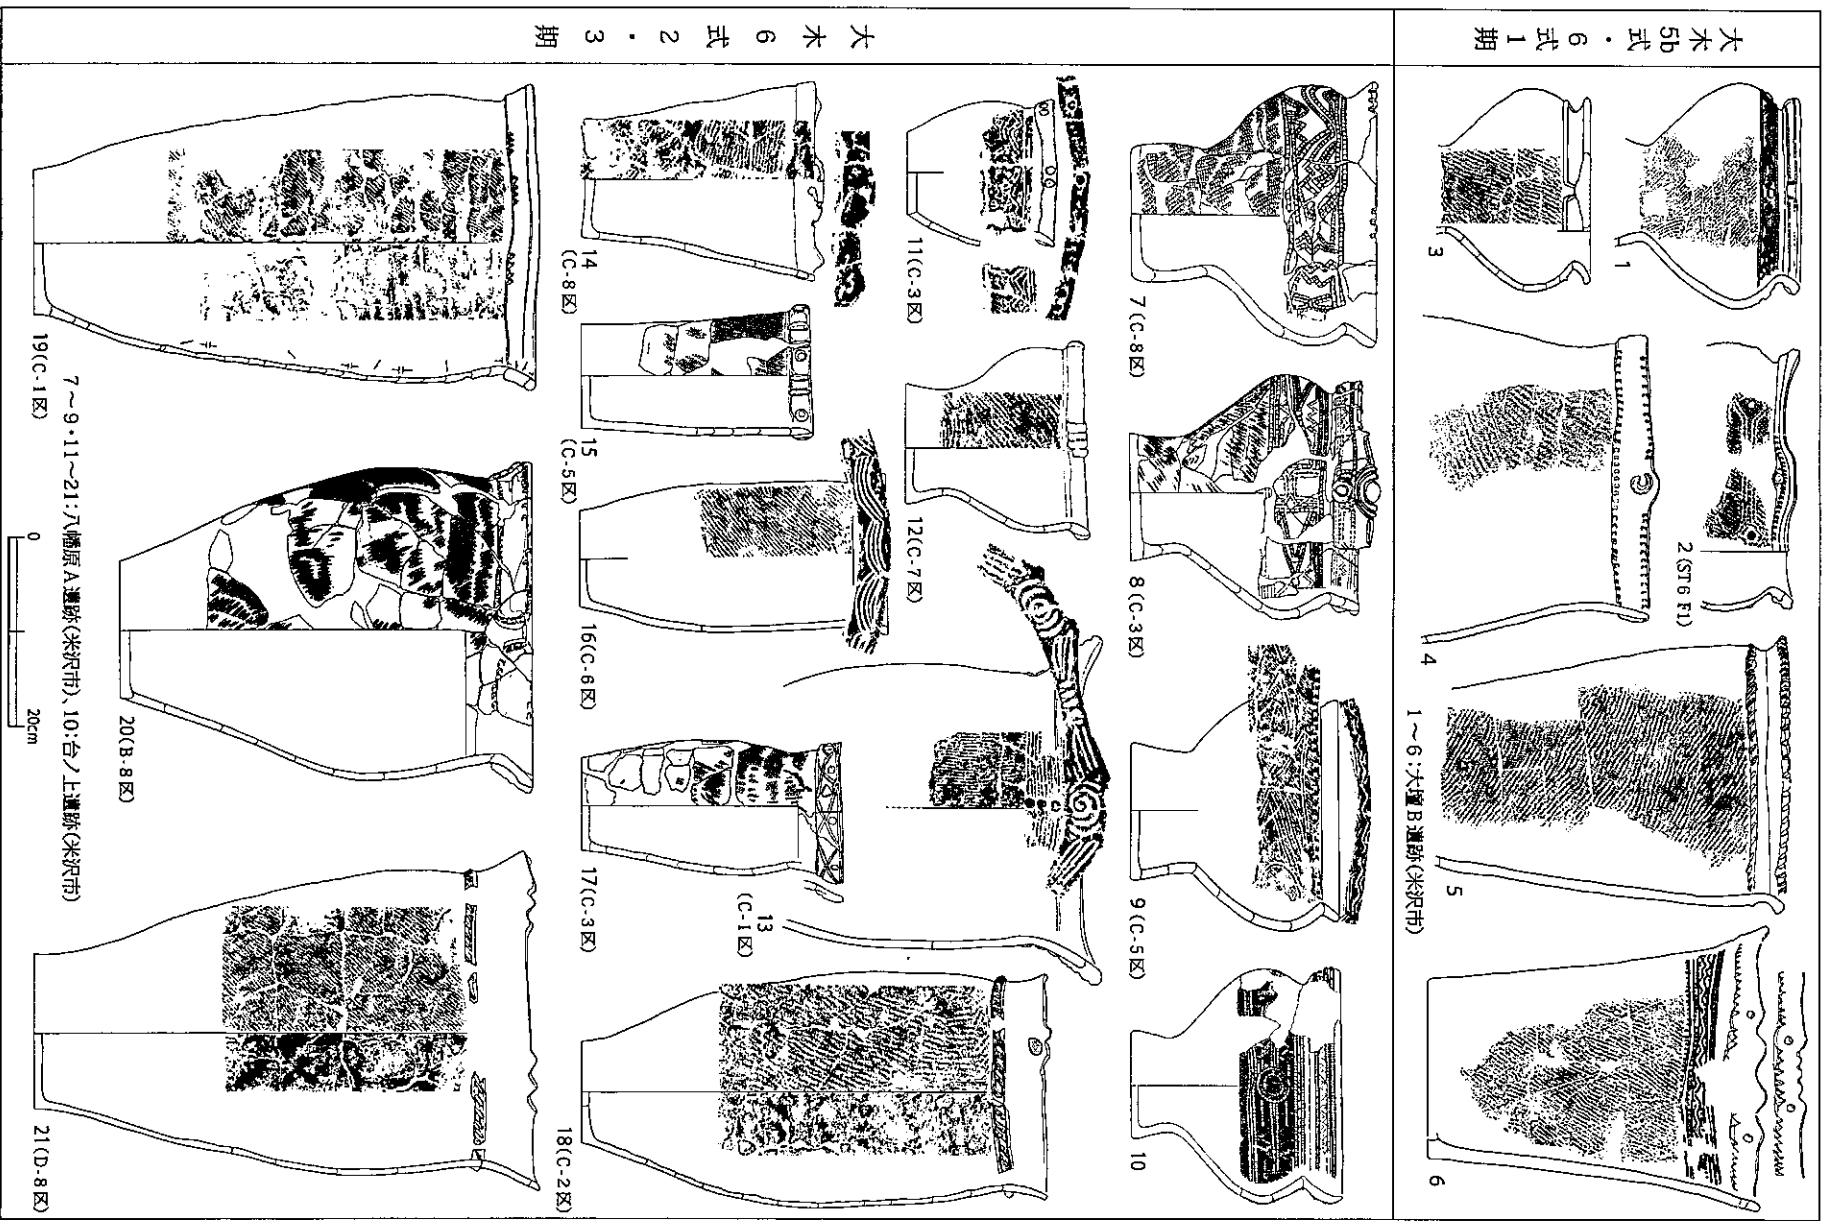 大木5b式・6式1期
1
2(ST6 F1)
3
4
5
6
1～6:大壇B遺跡(米沢市)
大木6式2・3期
7(C-8区)
8(C-3区)
9(C-5区)
10
11(C-3区)
12(C-7区)
13
(C-1区)
14
(C-8区)
15
(C-5区)
16(C-6区)
17(C-3区)
18(C-2区)
19(C-1区)
20(B-8区)
21(D-8区)
7～9・11～21:八幡原A遺跡(米沢市)、10:台ノ上遺跡(米沢市)
0
20cm